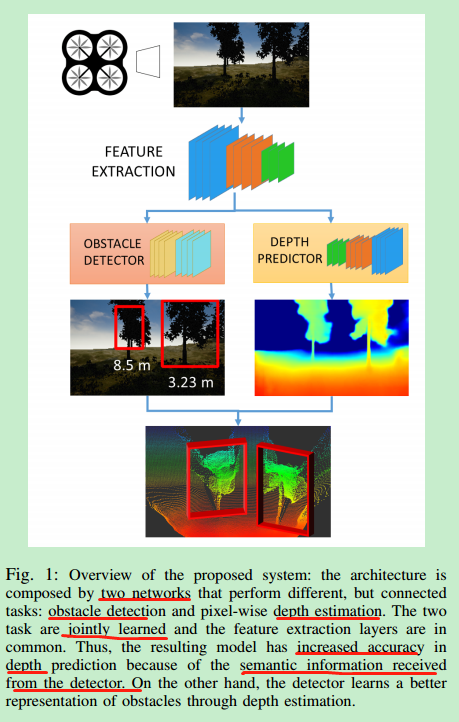 FEATURE
EXTRACTION
OBSTACLE
DETECTOR
DEPTH
PREDICTOR
8.5 m
3.23 m
Fig. 1: Overview of the proposed system: the architecture is
composed by two networks that perform different, but connected
tasks: obstacle detection and pixel-wise depth estimation. The two
task are jointly learned and the feature extraction layers are in
common. Thus, the resulting model has increased accuracy in
depth prediction because of the semantic information received
from the detector. On the other hand, the detector learns a better
representation of obstacles through depth estimation.